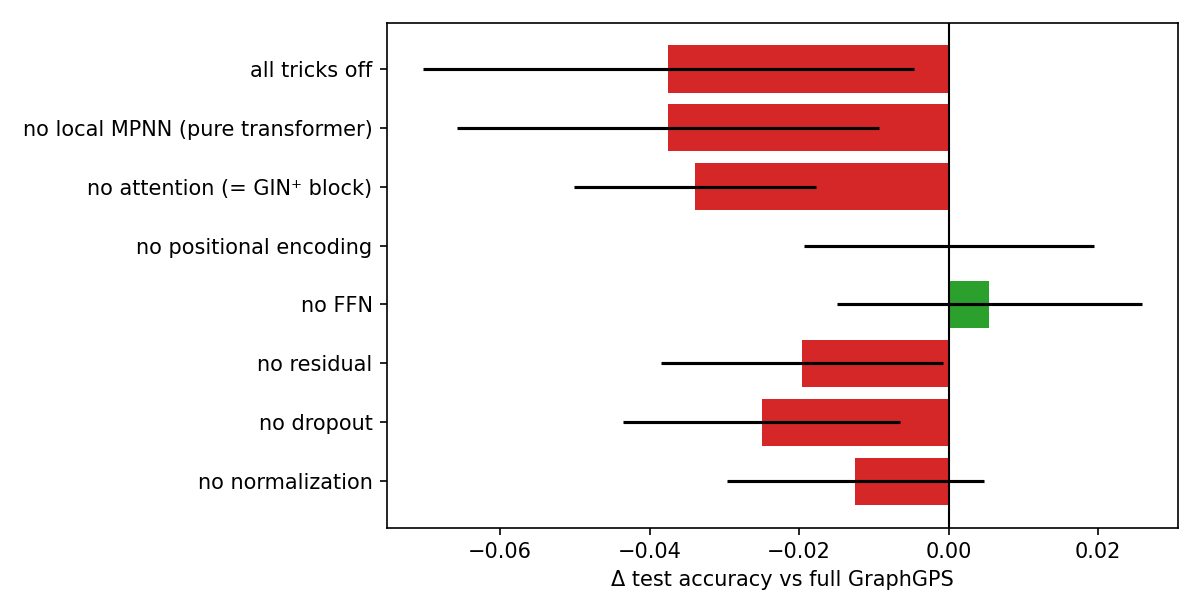 all tricks off
no local MPNN (pure transformer)
no attention (= GIN⁺ block)
no positional encoding
no FFN
no residual
no dropout
no normalization
−0.06 −0.04 −0.02 0.00 0.02
Δ test accuracy vs full GraphGPS